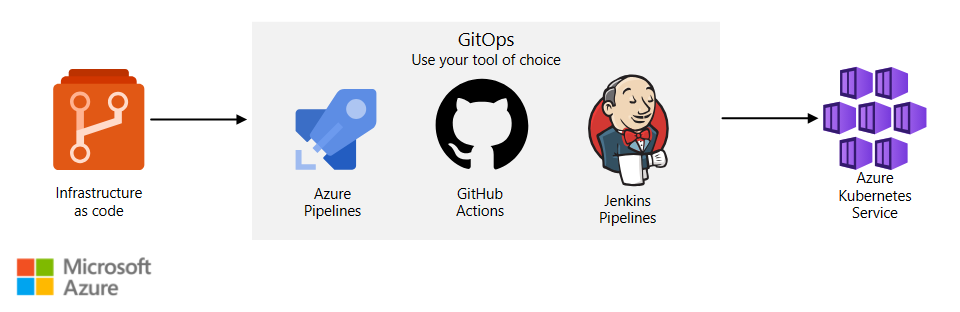 GitOps
Use your tool of choice
Infrastructure
as code
Azure
Pipelines
GitHub
Actions
Jenkins
Pipelines
Azure
Kubernetes
Service
Microsoft
Azure